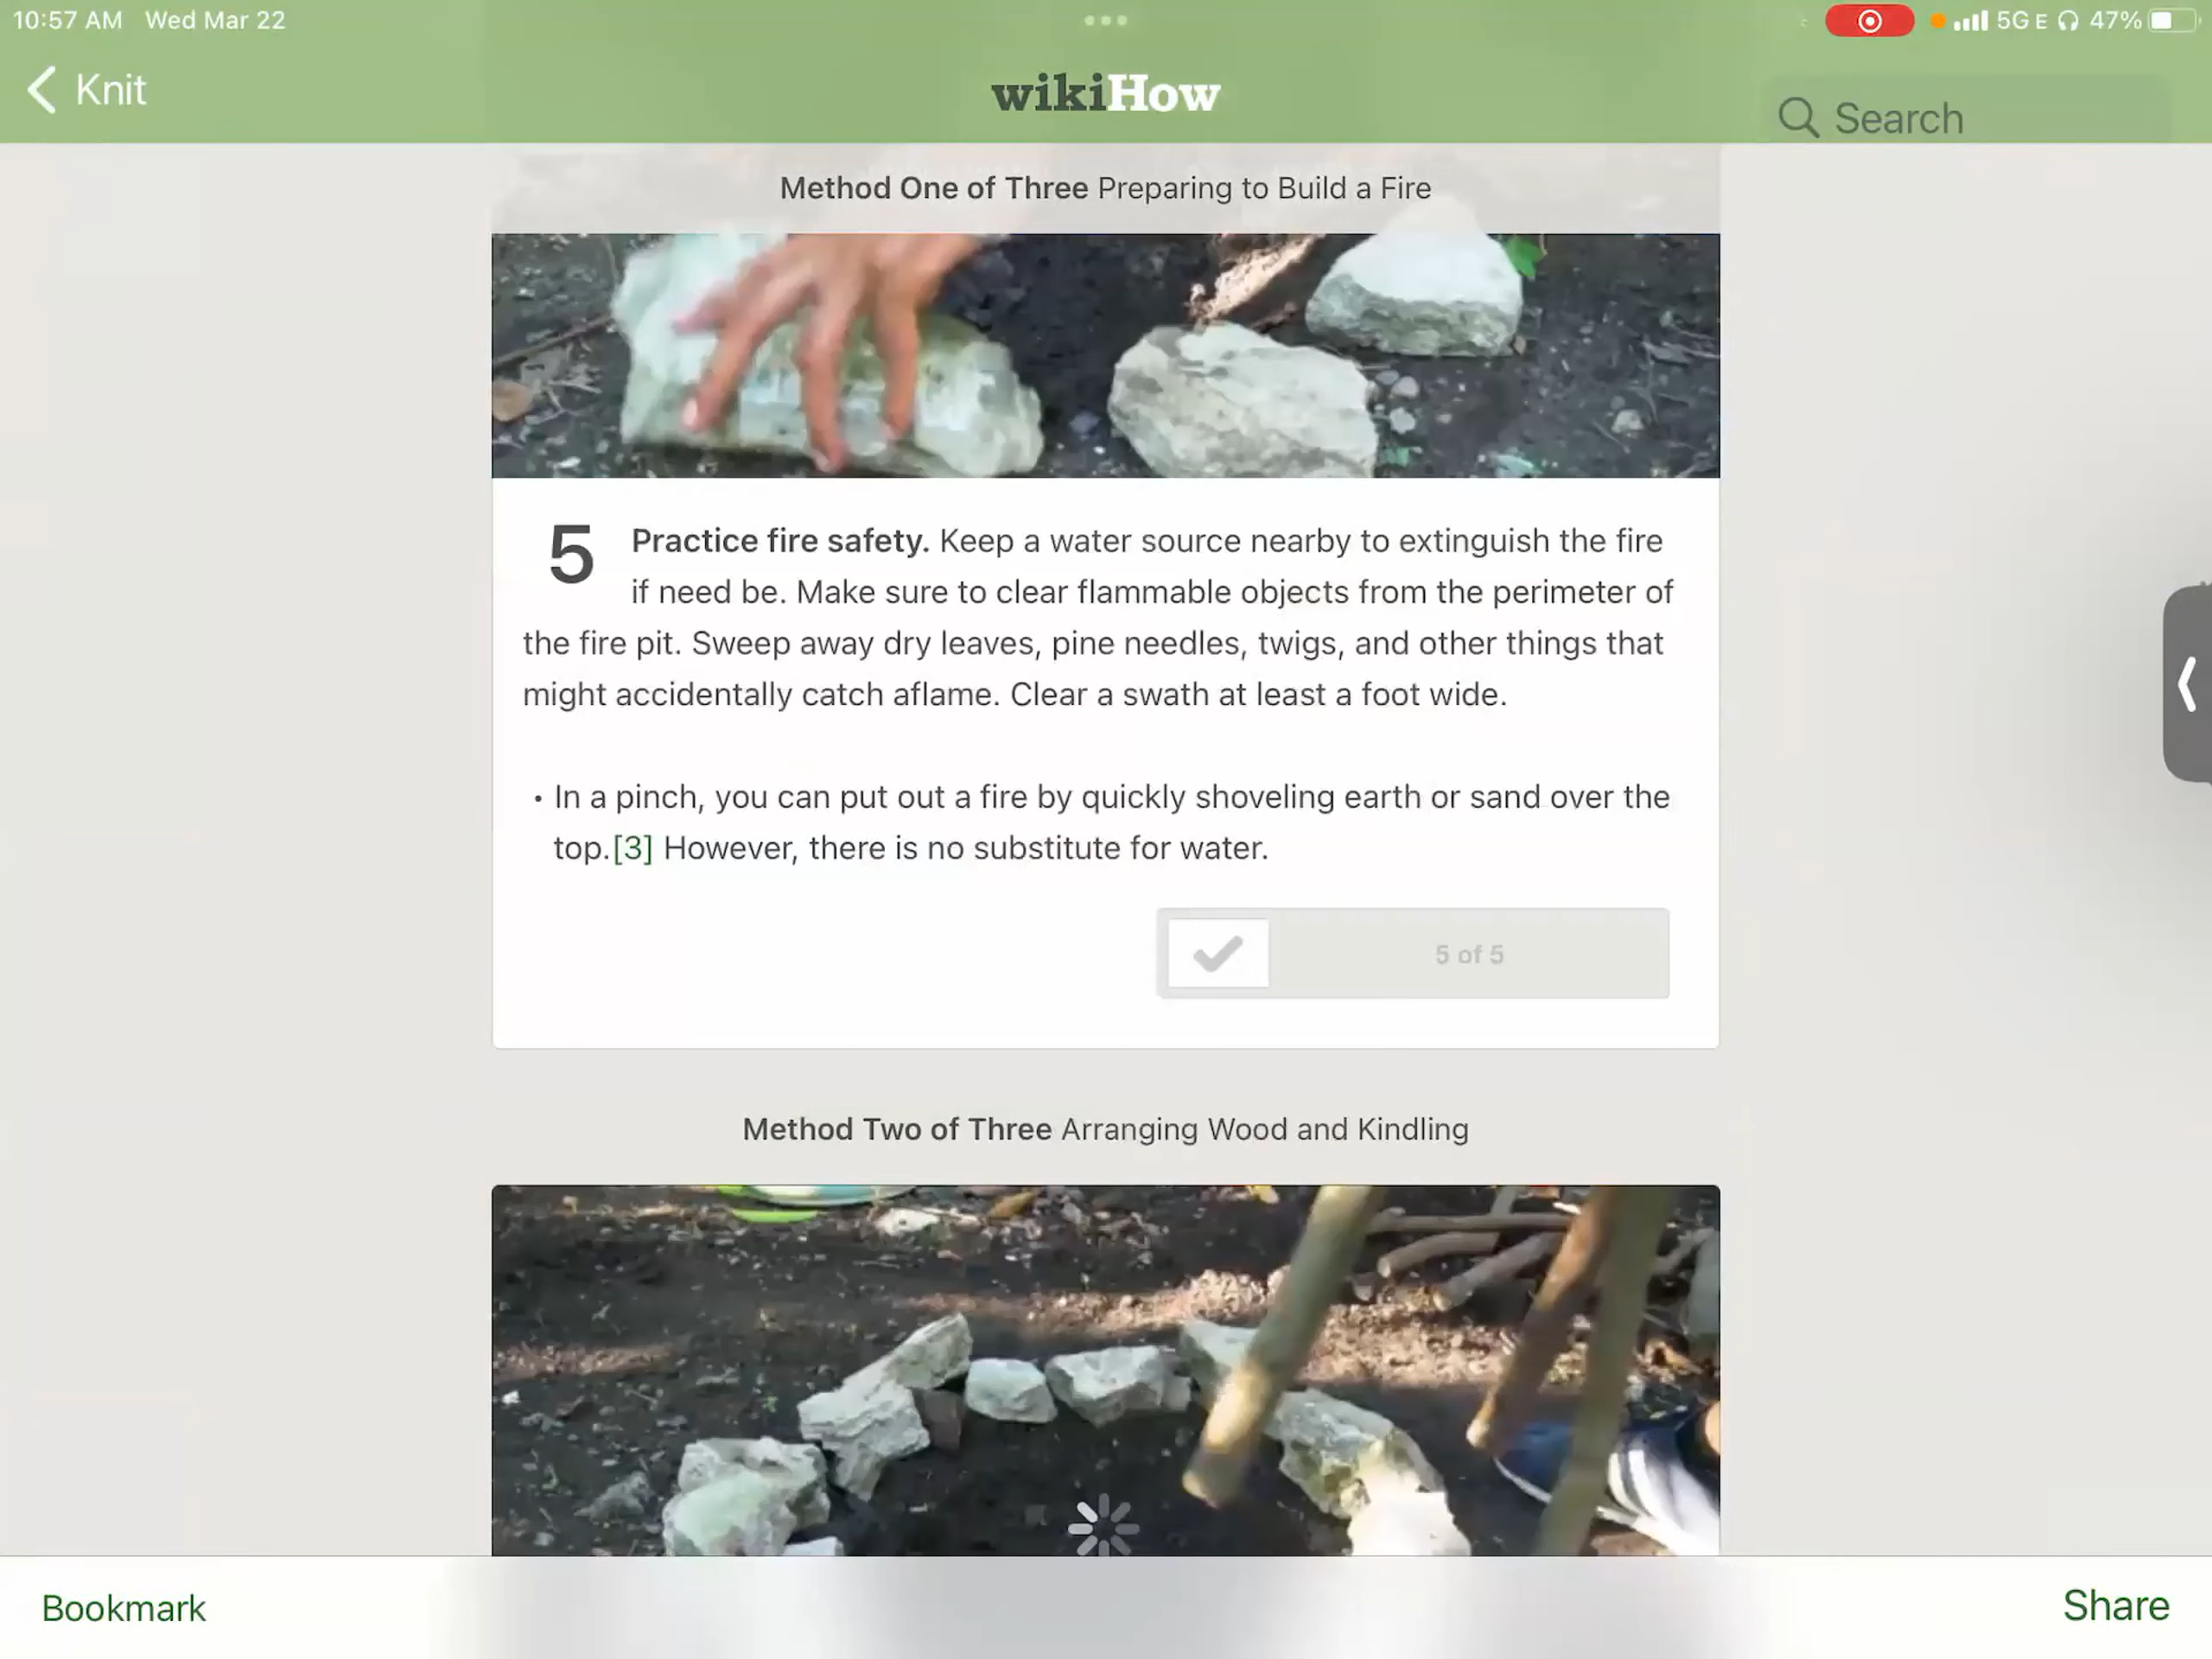 10:57 AM Wed Mar 22
5G E 47%
Knit
wikiHow
Search
Method One of Three Preparing to Build a Fire
5 Practice fire safety. Keep a water source nearby to extinguish the fire
if need be. Make sure to clear flammable objects from the perimeter of
the fire pit. Sweep away dry leaves, pine needles, twigs, and other things that
might accidentally catch aflame. Clear a swath at least a foot wide.
• In a pinch, you can put out a fire by quickly shoveling earth or sand over the
top.[3] However, there is no substitute for water.
5 of 5
Method Two of Three Arranging Wood and Kindling
Bookmark
Share